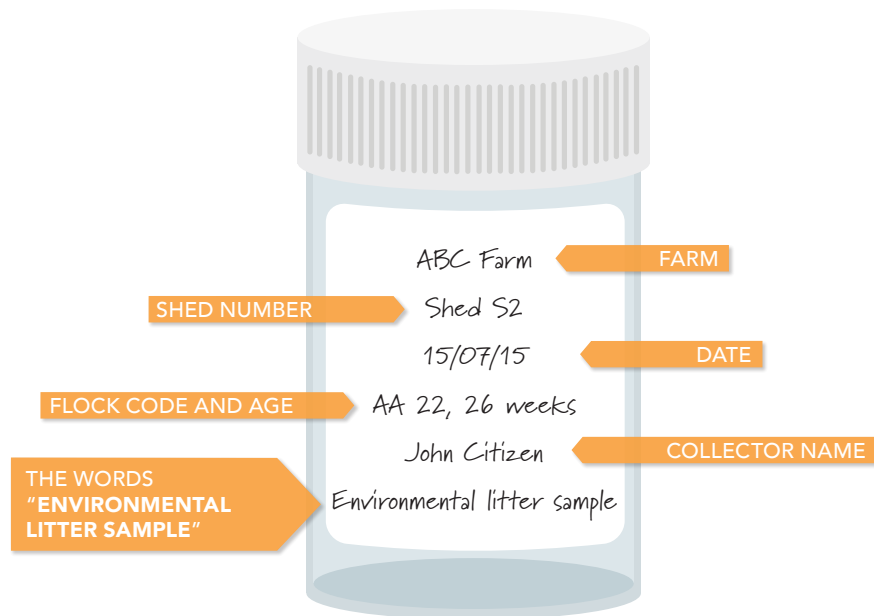 ABC Farm
FARM
SHED NUMBER
Shed S2
15/07/15
DATE
FLOCK CODE AND AGE
AA 22, 26 weeks
John Citizen
COLLECTOR NAME
THE WORDS
"ENVIRONMENTAL
LITTER SAMPLE"
Environmental litter sample